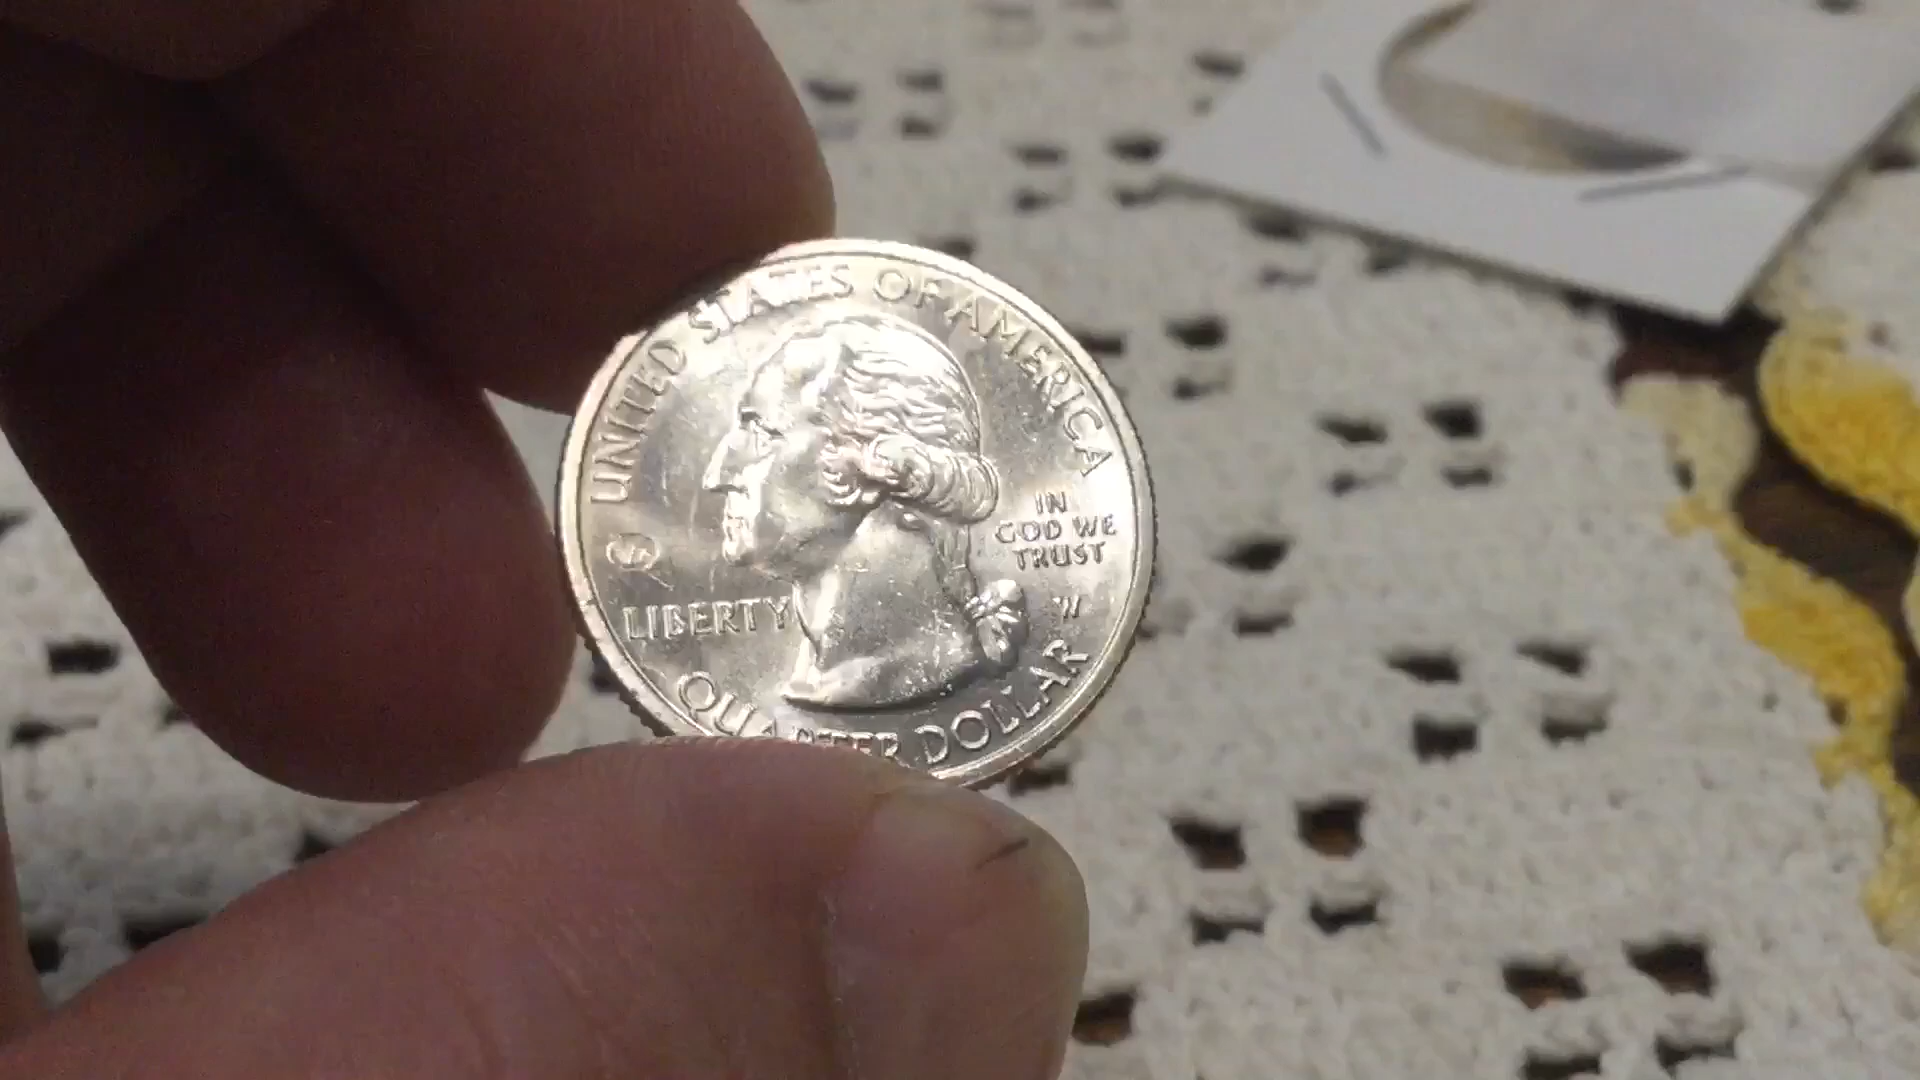 UNITED STATES OF AMERICA
IN
GOD WE
TRUST
LIBERTY
W
QUARTER DOLLAR